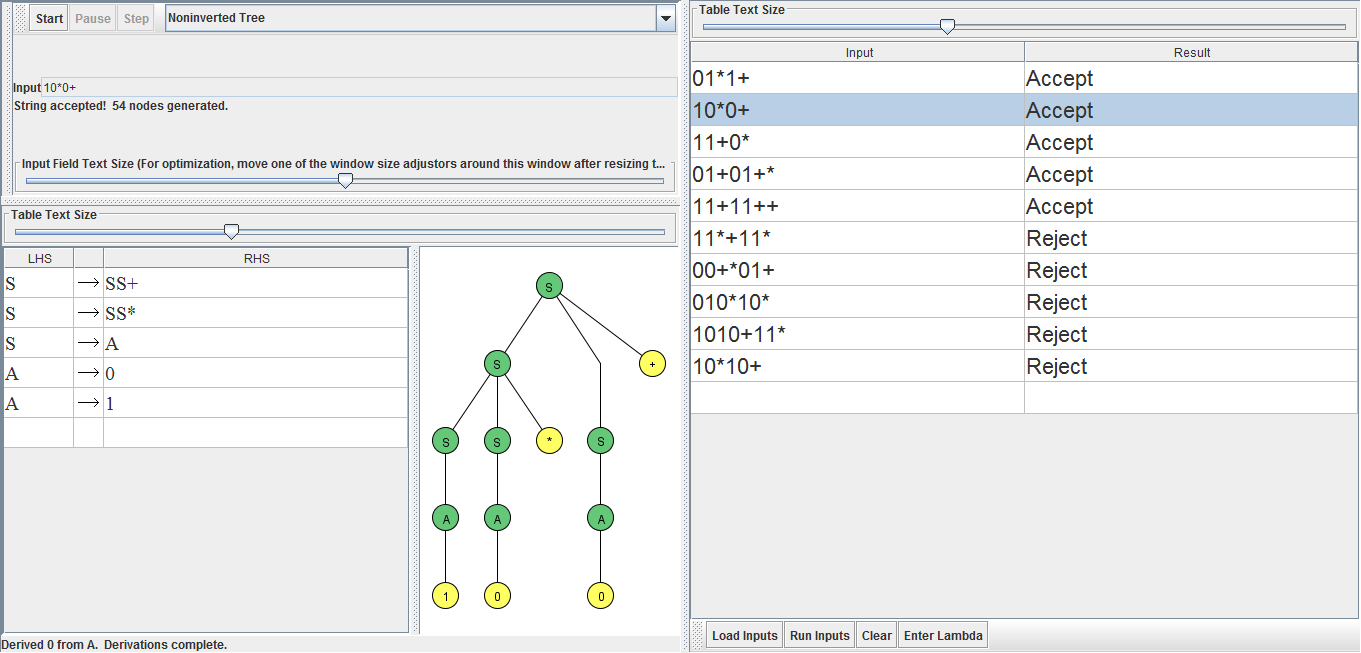 Start Pause Step Noninverted Tree
Input 10*0+
String accepted! 54 nodes generated.
Input Field Text Size (For optimization, move one of the window size adjustors around this window after resizing t...
Table Text Size
LHS RHS
S → SS+
S → SS*
S → A
A → 0
A → 1
S
S +
S S * S
A A A
1 0 0
Derived 0 from A. Derivations complete.
Table Text Size
Input Result
01*1+ Accept
10*0+ Accept
11+0* Accept
01+01+* Accept
11+11++ Accept
11*+11* Reject
00+*01+ Reject
010*10* Reject
1010+11* Reject
10*10+ Reject
Load Inputs Run Inputs Clear Enter Lambda